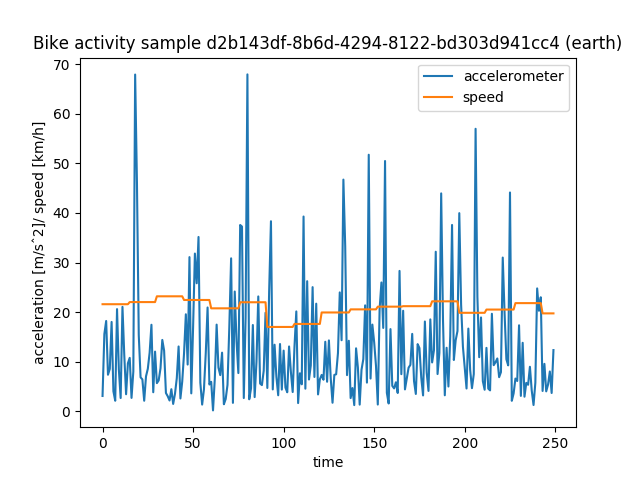 Bike activity sample d2b143df-8b6d-4294-8122-bd303d941cc4 (earth)
accelerometer
speed
acceleration [m/s^2]/ speed [km/h]
70
60
50
40
30
20
10
0
0
50
100
150
200
250
time